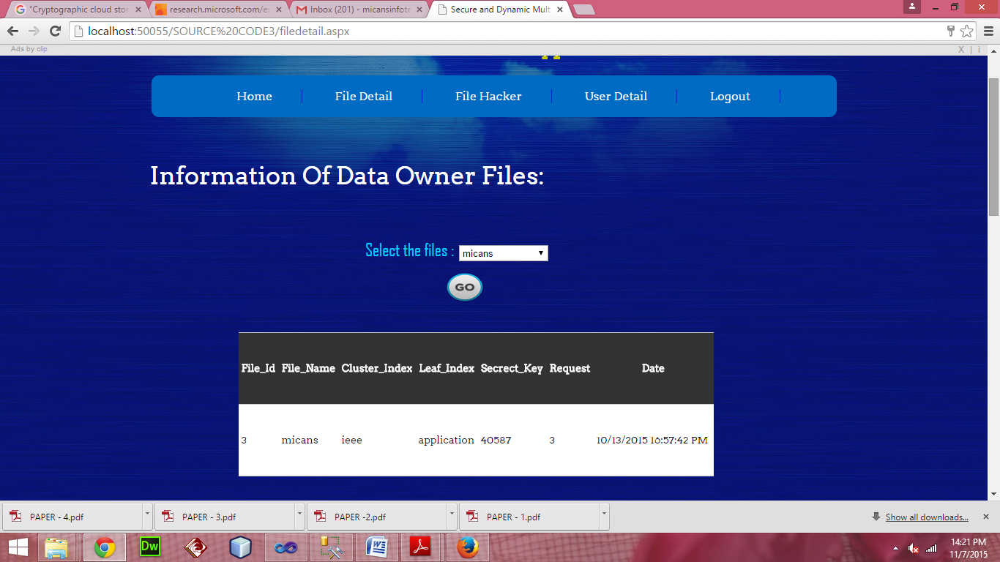 "Cryptographic cloud stor
research.microsoft.com/en
Inbox (201) - micansinfote
Secure and Dynamic Mult
localhost:50055/SOURCE%20CODE3/filedetail.aspx
Ads by clip X | i
Home File Detail File Hacker User Detail Logout
Information Of Data Owner Files:
Select the files : micans
GO
File_Id File_Name Cluster_Index Leaf_Index Secrect_Key Request Date
3 micans ieee application 40587 3 10/13/2015 16:57:42 PM
PAPER - 4.pdf PAPER - 3.pdf PAPER -2.pdf PAPER - 1.pdf Show all downloads...
Dw
14:21 PM
11/7/2015